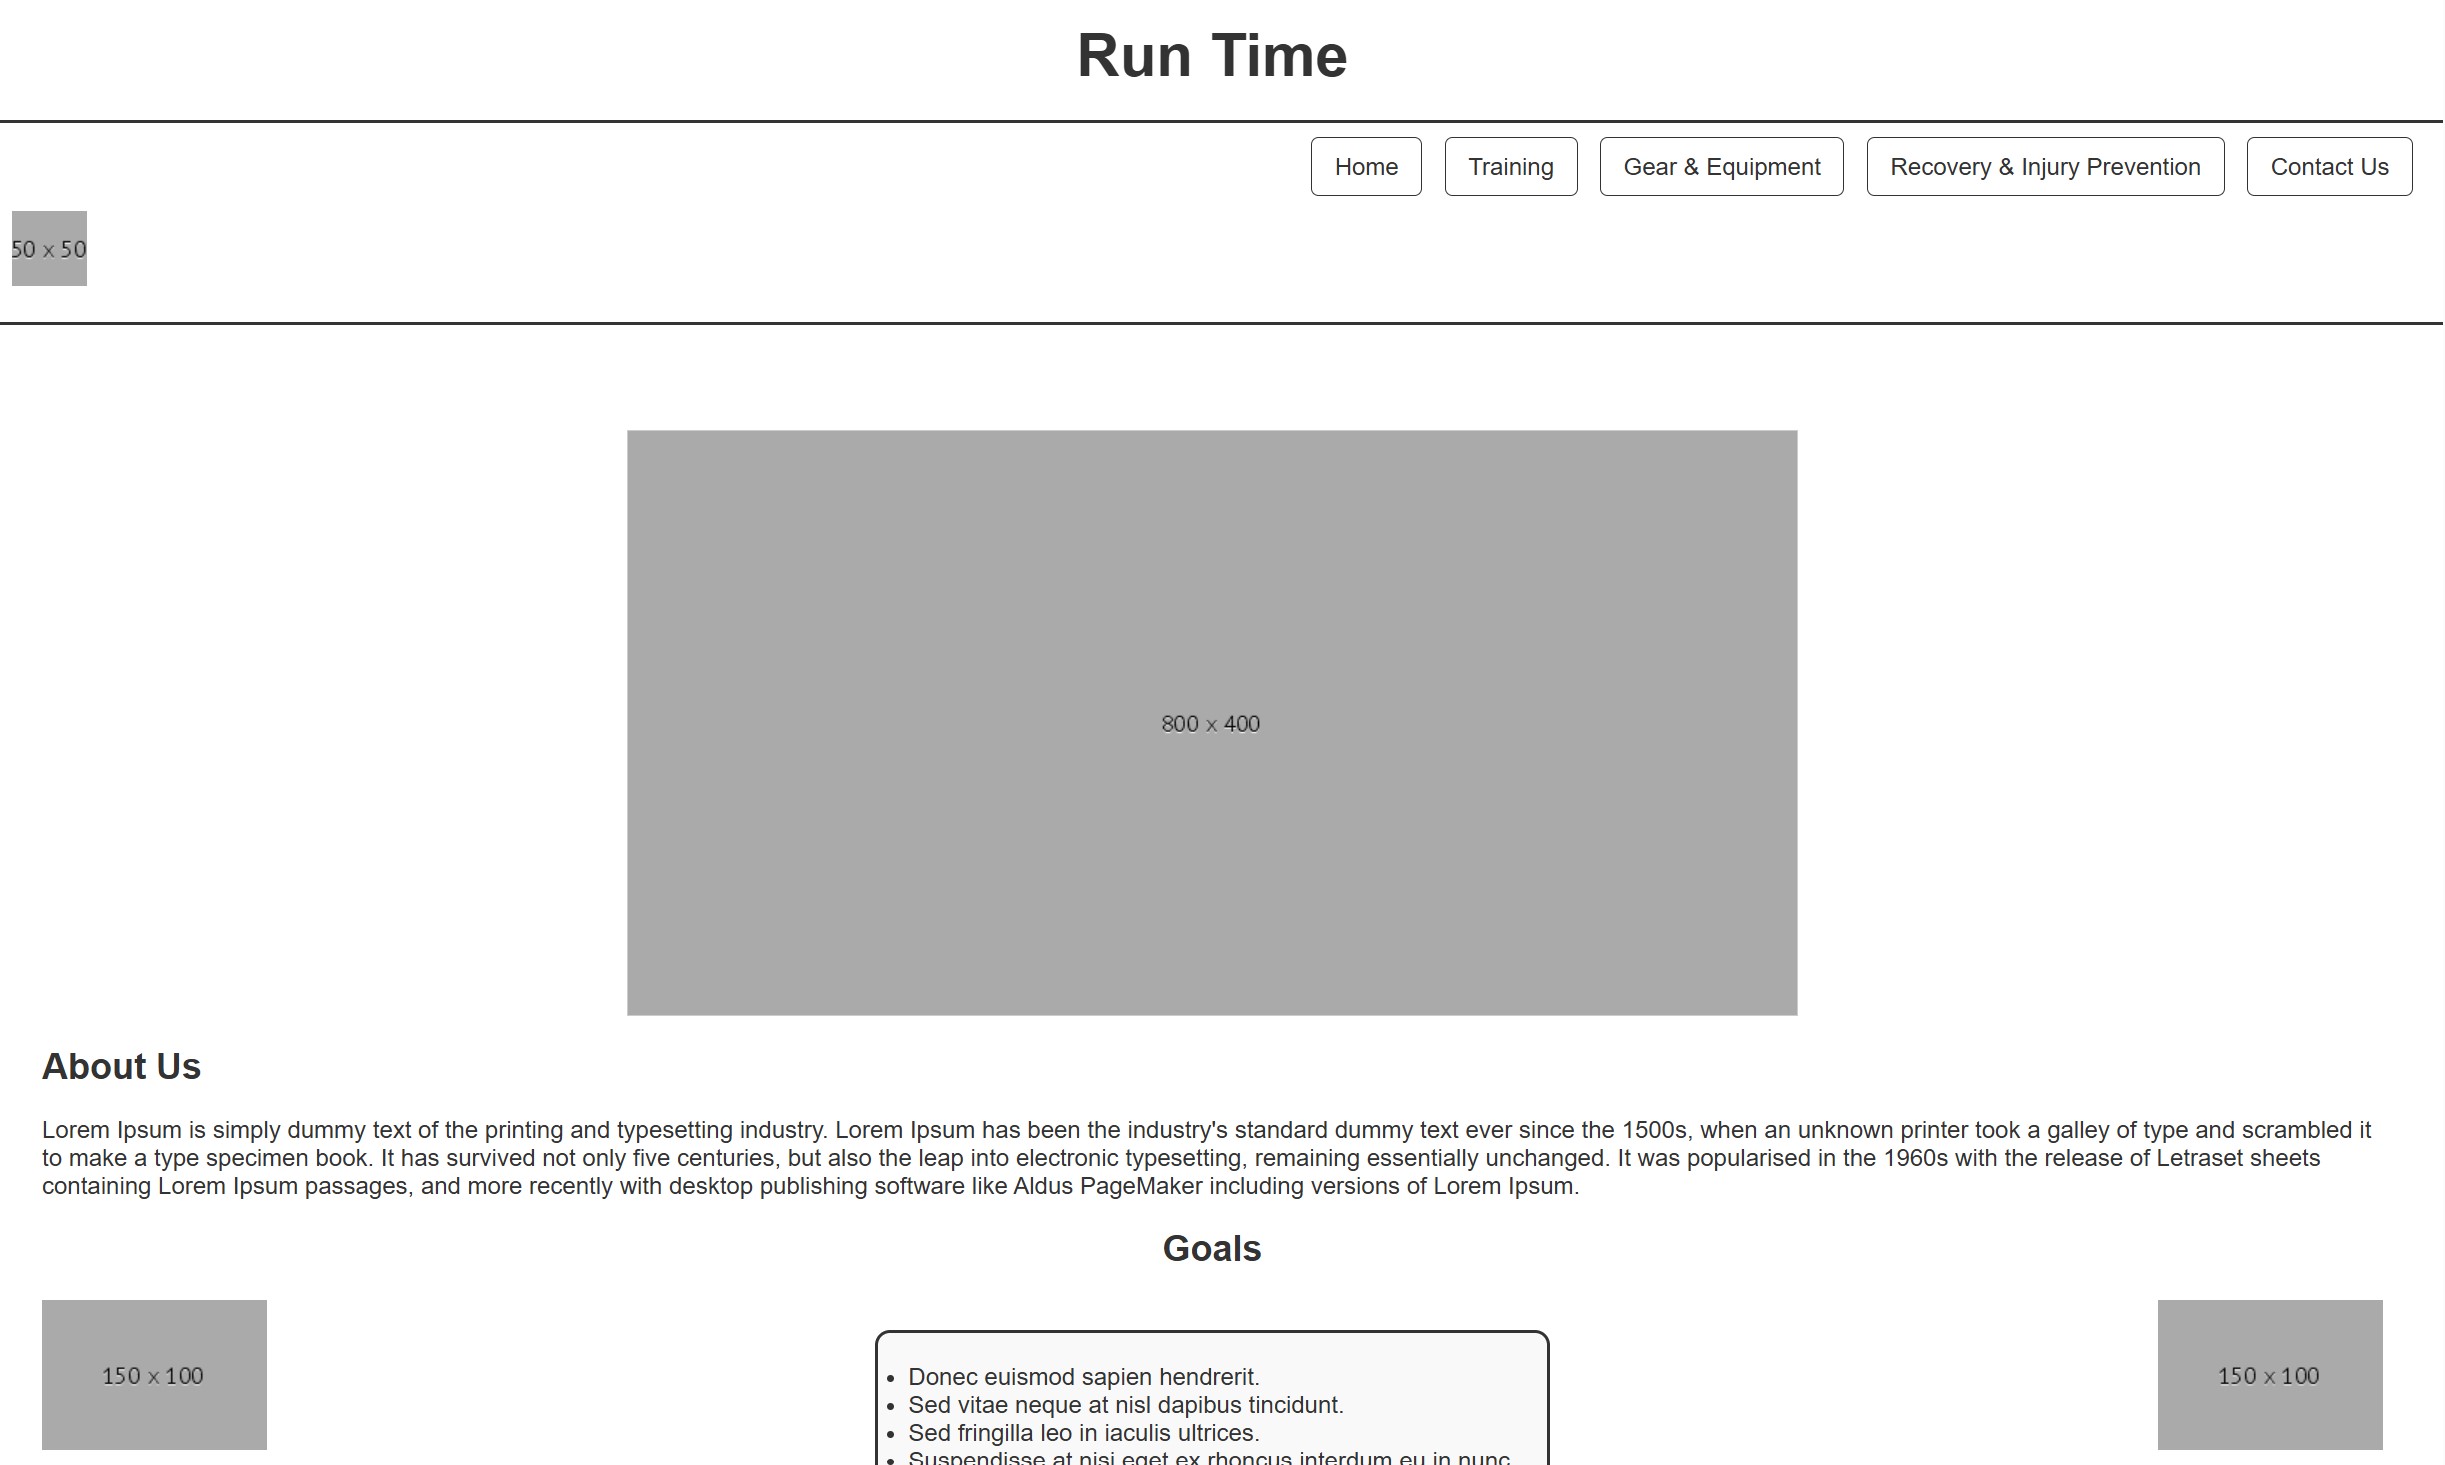 Run Time
Home Training Gear & Equipment Recovery & Injury Prevention Contact Us
50 x 50
800 x 400
About Us
Lorem Ipsum is simply dummy text of the printing and typesetting industry. Lorem Ipsum has been the industry's standard dummy text ever since the 1500s, when an unknown printer took a galley of type and scrambled it
to make a type specimen book. It has survived not only five centuries, but also the leap into electronic typesetting, remaining essentially unchanged. It was popularised in the 1960s with the release of Letraset sheets
containing Lorem Ipsum passages, and more recently with desktop publishing software like Aldus PageMaker including versions of Lorem Ipsum.
Goals
150 x 100
• Donec euismod sapien hendrerit.
• Sed vitae neque at nisl dapibus tincidunt.
• Sed fringilla leo in iaculis ultrices.
• Suspendisse at nisi eget ex rhoncus interdum eu in nunc
150 x 100